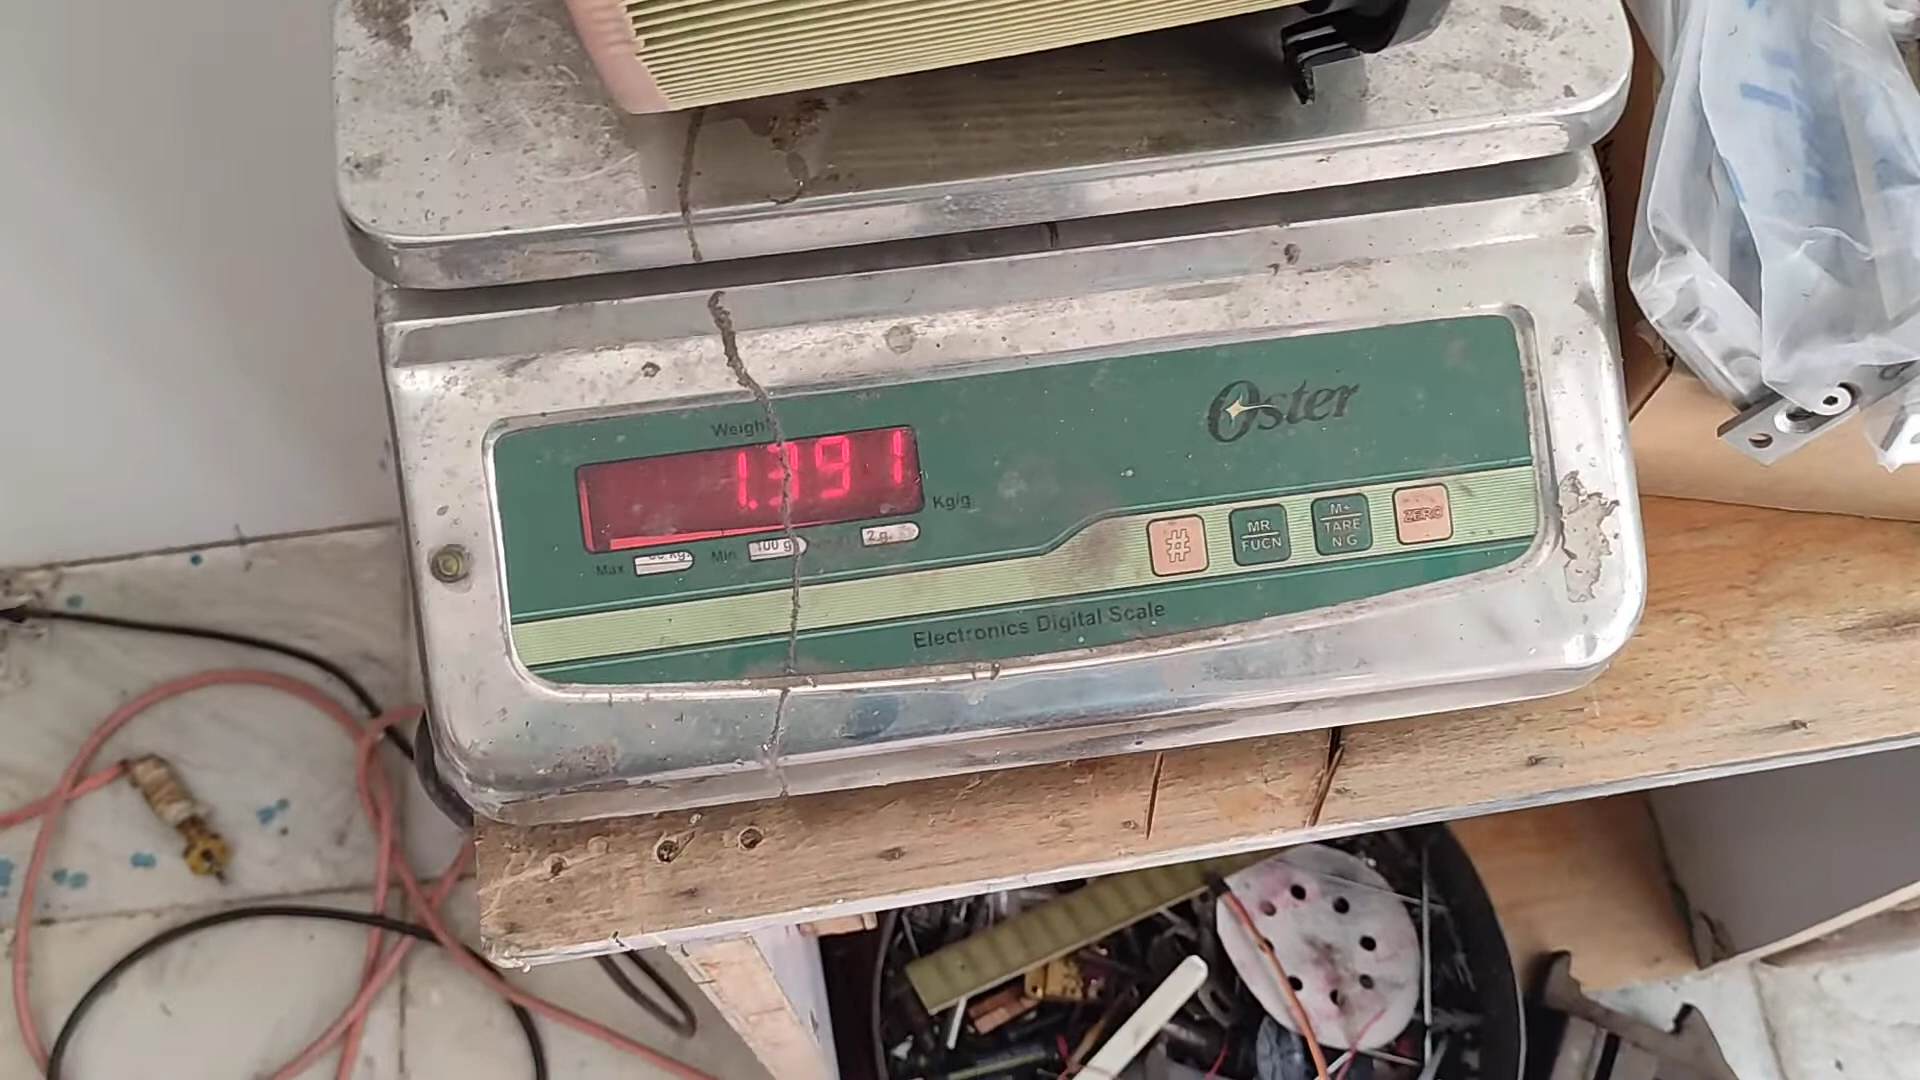 Oster
Weight
1.391
Kg/g
Max
Min 100 g
2 g.
#
MR
FUCN
M+
TARE
N G
ZERO
Electronics Digital Scale